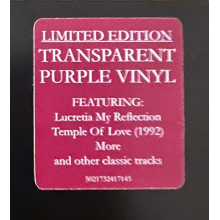 LIMITED EDITION
TRANSPARENT
PURPLE VINYL
FEATURING:
Lucretia My Reflection
Temple Of Love (1992)
More
and other classic tracks
5021732417145